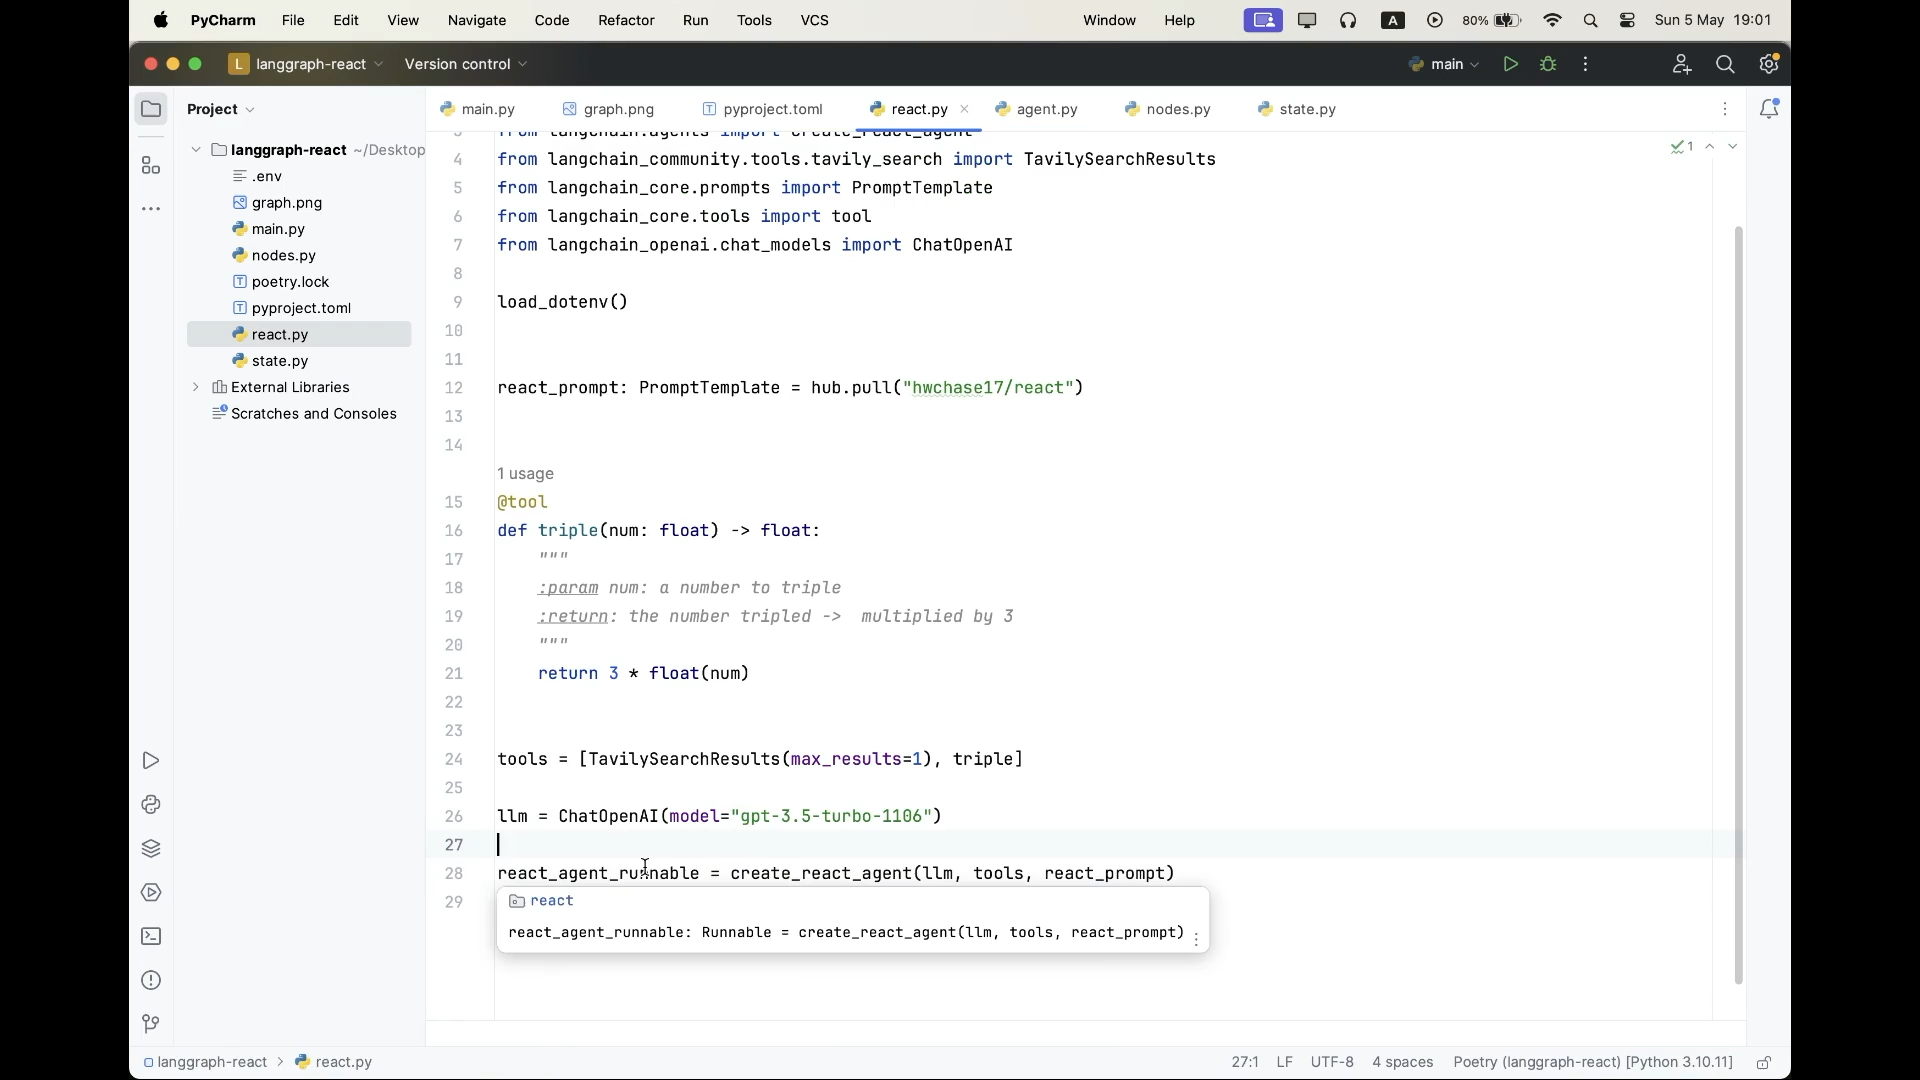 PyCharm File Edit View Navigate Code Refactor Run Tools VCS Window Help A 80% Sun 5 May 19:01
L langgraph-react Version control main
Project
main.py graph.png pyproject.toml react.py agent.py nodes.py state.py
langgraph-react ~/Desktop
.env
graph.png
main.py
nodes.py
poetry.lock
pyproject.toml
react.py
state.py
External Libraries
Scratches and Consoles
1
3 from langchain.agents import create_react_agent
4 from langchain_community.tools.tavily_search import TavilySearchResults
5 from langchain_core.prompts import PromptTemplate
6 from langchain_core.tools import tool
7 from langchain_openai.chat_models import ChatOpenAI
8
9 load_dotenv()
10
11
12 react_prompt: PromptTemplate = hub.pull("hwchase17/react")
13
14
1 usage
15 @tool
16 def triple(num: float) -> float:
17 """
18 :param num: a number to triple
19 :return: the number tripled -> multiplied by 3
20 """
21 return 3 * float(num)
22
23
24 tools = [TavilySearchResults(max_results=1), triple]
25
26 llm = ChatOpenAI(model="gpt-3.5-turbo-1106")
27
28 react_agent_runnable = create_react_agent(llm, tools, react_prompt)
29
react
react_agent_runnable: Runnable = create_react_agent(llm, tools, react_prompt)
langgraph-react > react.py 27:1 LF UTF-8 4 spaces Poetry (langgraph-react) [Python 3.10.11]